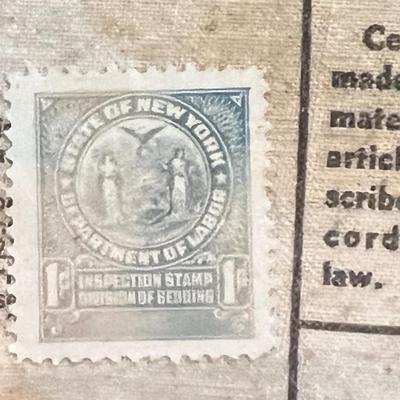 STATE OF NEW YORK
DEPARTMENT OF LABOR
1¢ 1¢
INSPECTION STAMP
DIVISION OF BEDDING
Ce
made
mate
articl
scribe
cord
law.